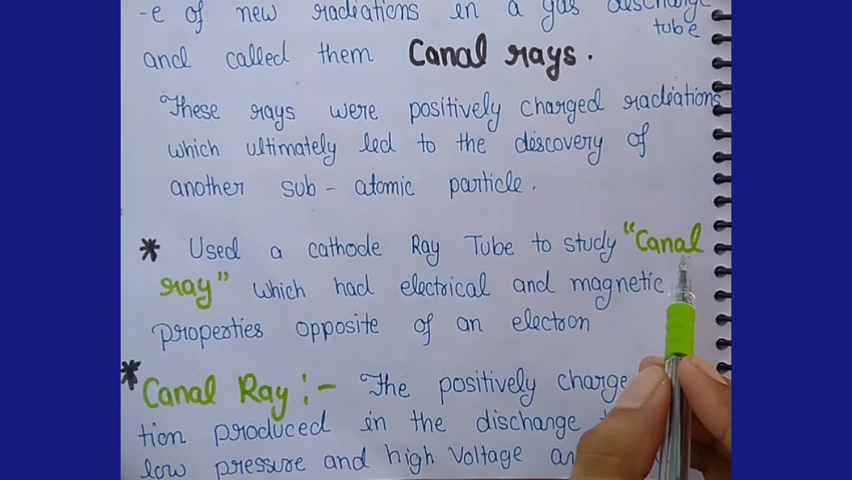 -e of new radiations in a gas discharge
tube
and called them Canal rays.
These rays were positively charged radiations
which ultimately led to the discovery of
another sub - atomic particle.
* Used a cathode Ray Tube to study "Canal
ray" which had electrical and magnetic
properties opposite of an electron
* Canal Ray :- The positively charge
tion produced in the discharge
low pressure and high voltage